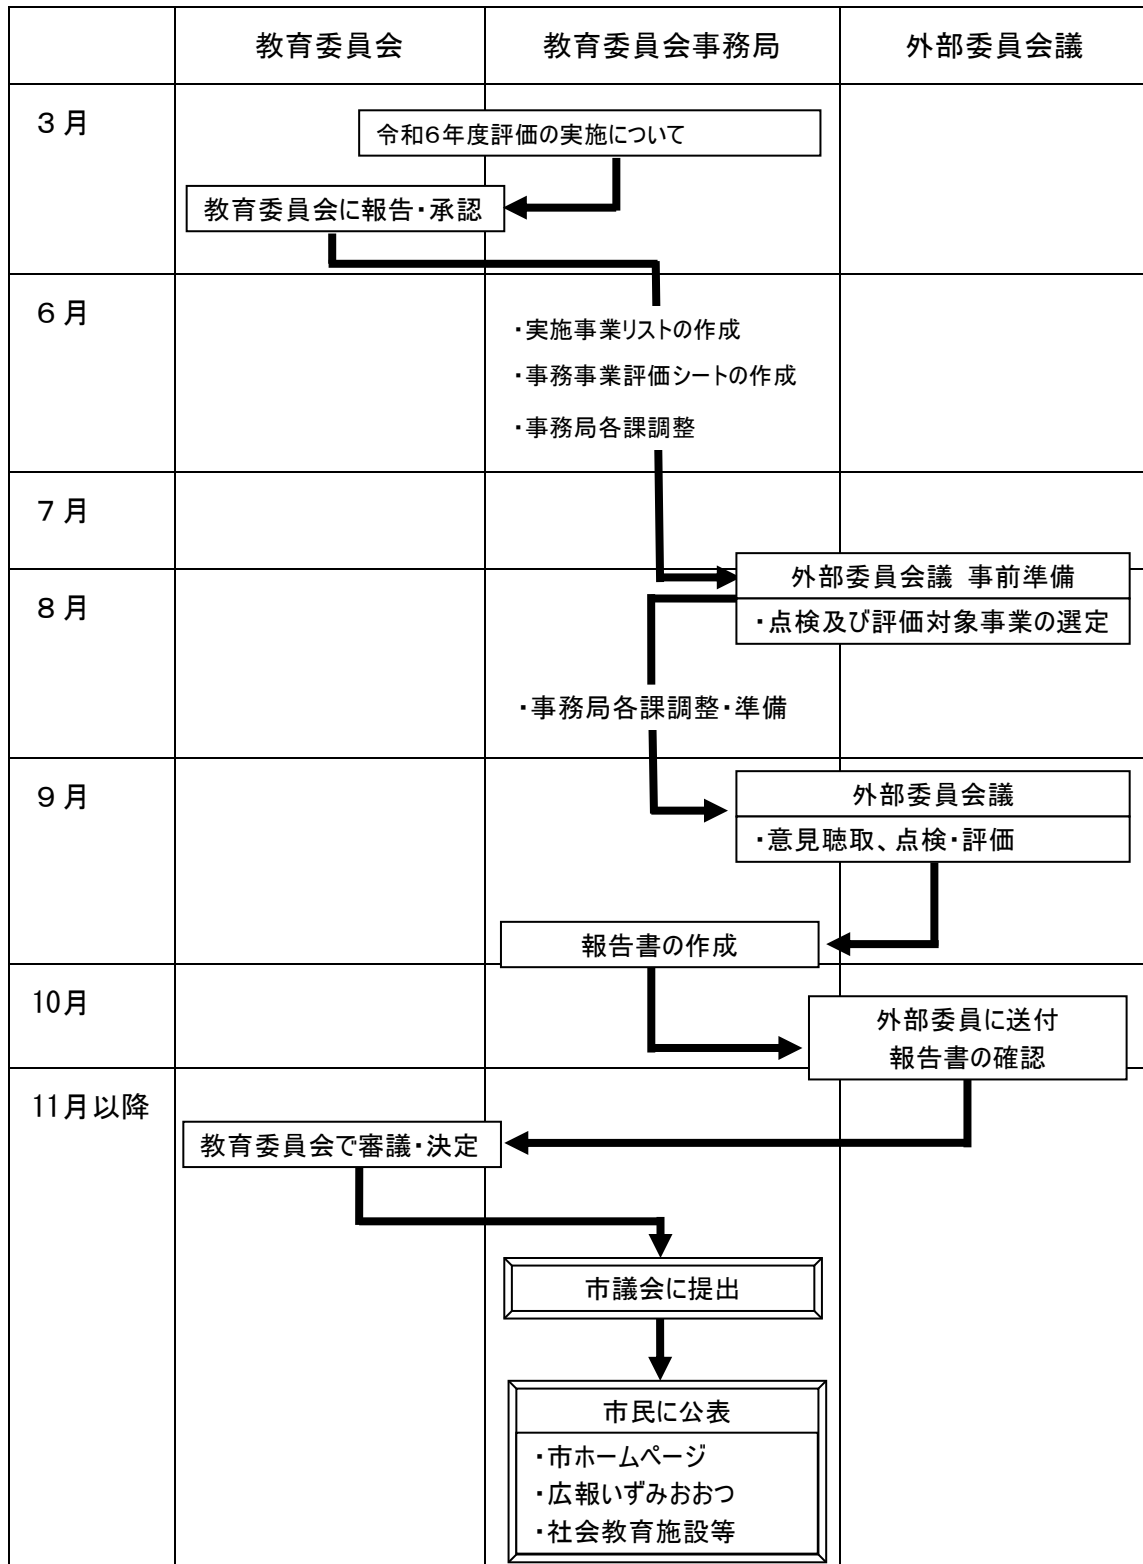 教育委員会
教育委員会事務局
外部委員会議
3月
令和6年度評価の実施について
教育委員会に報告・承認
6月
・実施事業リストの作成
・事務事業評価シートの作成
・事務局各課調整
7月
外部委員会議 事前準備
8月
・点検及び評価対象事業の選定
・事務局各課調整・準備
9月
外部委員会議
・意見聴取、点検・評価
報告書の作成
10月
外部委員に送付
報告書の確認
11月以降
教育委員会で審議・決定
市議会に提出
市民に公表
・市ホームページ
・広報いずみおおつ
・社会教育施設等